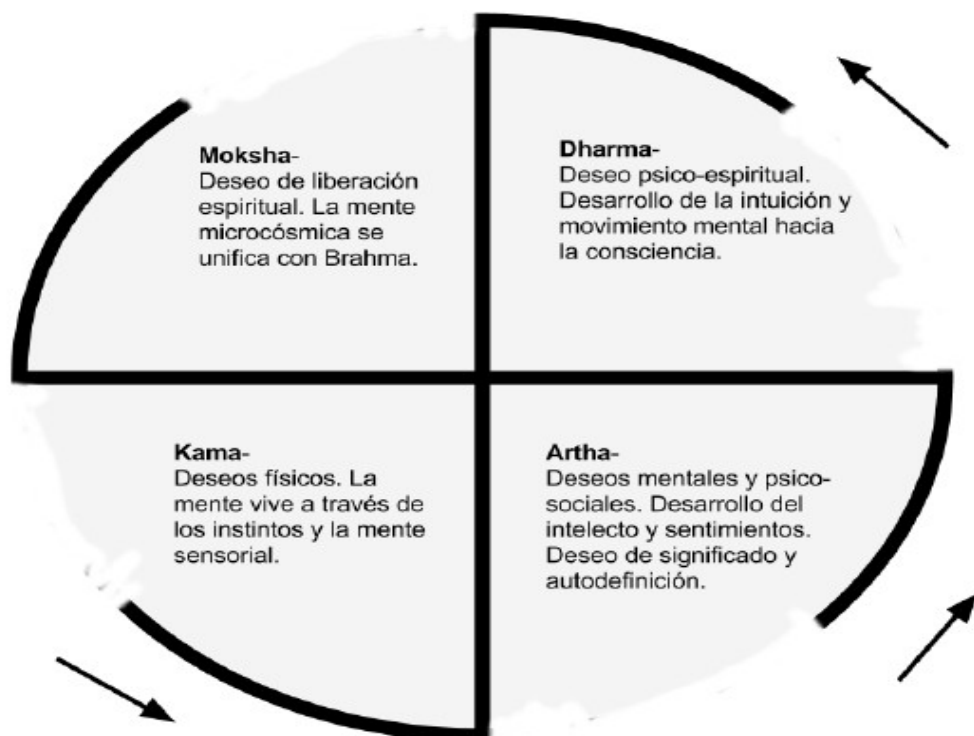 Moksha-
Deseo de liberación
espiritual. La mente
microcósmica se
unifica con Brahma.
Dharma-
Deseo psico-espiritual.
Desarrollo de la intuición y
movimiento mental hacia
la consciencia.
Kama-
Deseos físicos. La
mente vive a través de
los instintos y la mente
sensorial.
Artha-
Deseos mentales y psico-
sociales. Desarrollo del
intelecto y sentimientos.
Deseo de significado y
autodefinición.